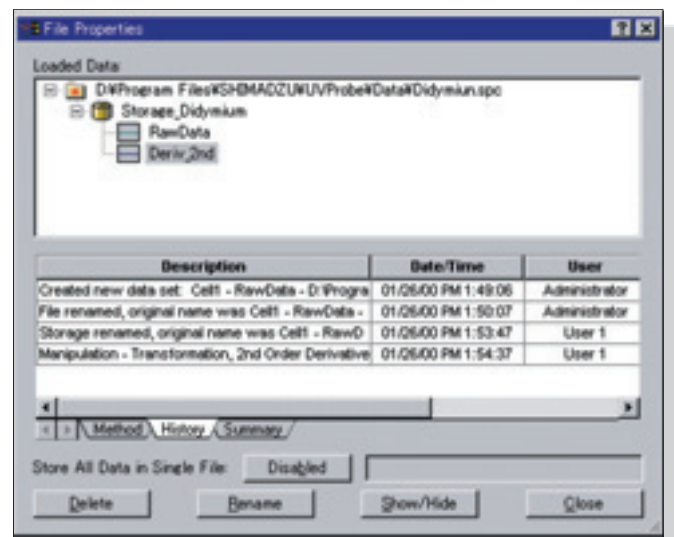 File Properties
Loaded Data:
D:¥Program Files¥SHIMADZU¥UVProbe¥Data¥Didymiun.spc
Storage_Didymium
RawData
Deriv_2nd
Description Date/Time User
Created new data set: Cell1 - RawData - D:¥Progra 01/26/00 PM 1:49:06 Administrator
File renamed, original name was Cell1 - RawData - 01/26/00 PM 1:50:07 Administrator
Storage renamed, original name was Cell1 - RawD 01/26/00 PM 1:53:47 User 1
Manipulation - Transformation, 2nd Order Derivative 01/26/00 PM 1:54:37 User 1
Method History Summary
Store All Data in Single File: Disabled
Delete Rename Show/Hide Close